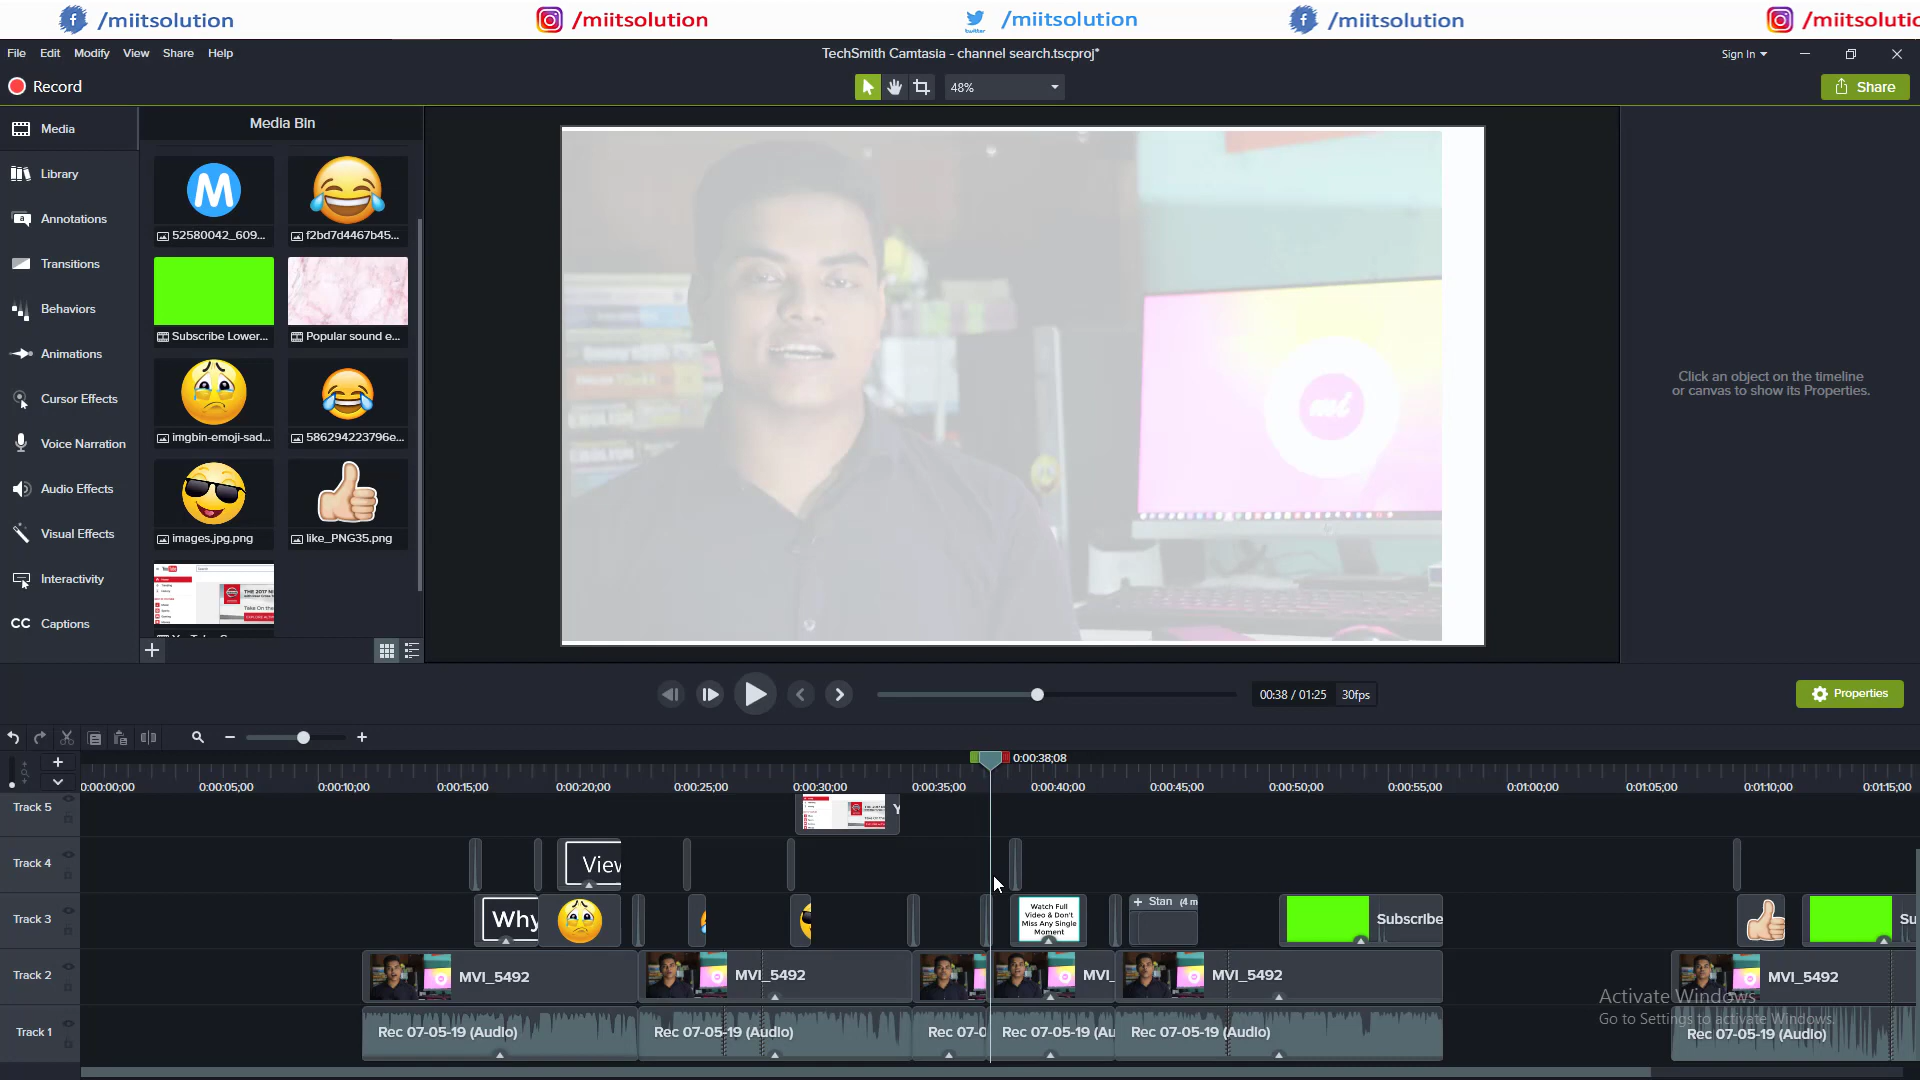 /miitsolution
/miitsolution
twitter
/miitsolution
/miitsolution
/miitsolutio
File Edit Modify View Share Help
TechSmith Camtasia - channel search.tscproj*
Sign In
Record
48%
Share
Media
Library
Annotations
Transitions
Behaviors
Animations
Cursor Effects
Voice Narration
Audio Effects
Visual Effects
Interactivity
CC Captions
Media Bin
M
52580042_609...
f2bd7d4467b45...
Subscribe Lower...
Popular sound e...
imgbin-emoji-sad...
586294223796e...
images.jpg.png
like_PNG35.png
mt
Click an object on the timeline
or canvas to show its Properties.
00:38 / 01:25 30fps
Properties
0:00:38;08
0:00:00;00 0:00:05;00 0:00:10;00 0:00:15;00 0:00:20;00 0:00:25;00 0:00:30;00 0:00:35;00 0:00:40;00 0:00:45;00 0:00:50;00 0:00:55;00 0:01:00;00 0:01:05;00 0:01:10;00 0:01:15;00
Track 5
Y
Track 4
View
Track 3
Why
Watch Full
Video & Don't
Miss Any Single
Moment
+ Stan (4 m
Subscribe
Su
Track 2
MVI_5492
MVI_5492
MVI_
MVI_5492
MVI_5492
Track 1
Rec 07-05-19 (Audio)
Rec 07-05-19 (Audio)
Rec 07-0
Rec 07-05-19 (Au
Rec 07-05-19 (Audio)
Rec 07-05-19 (Audio)
Activate Windows
Go to Settings to activate Windows.